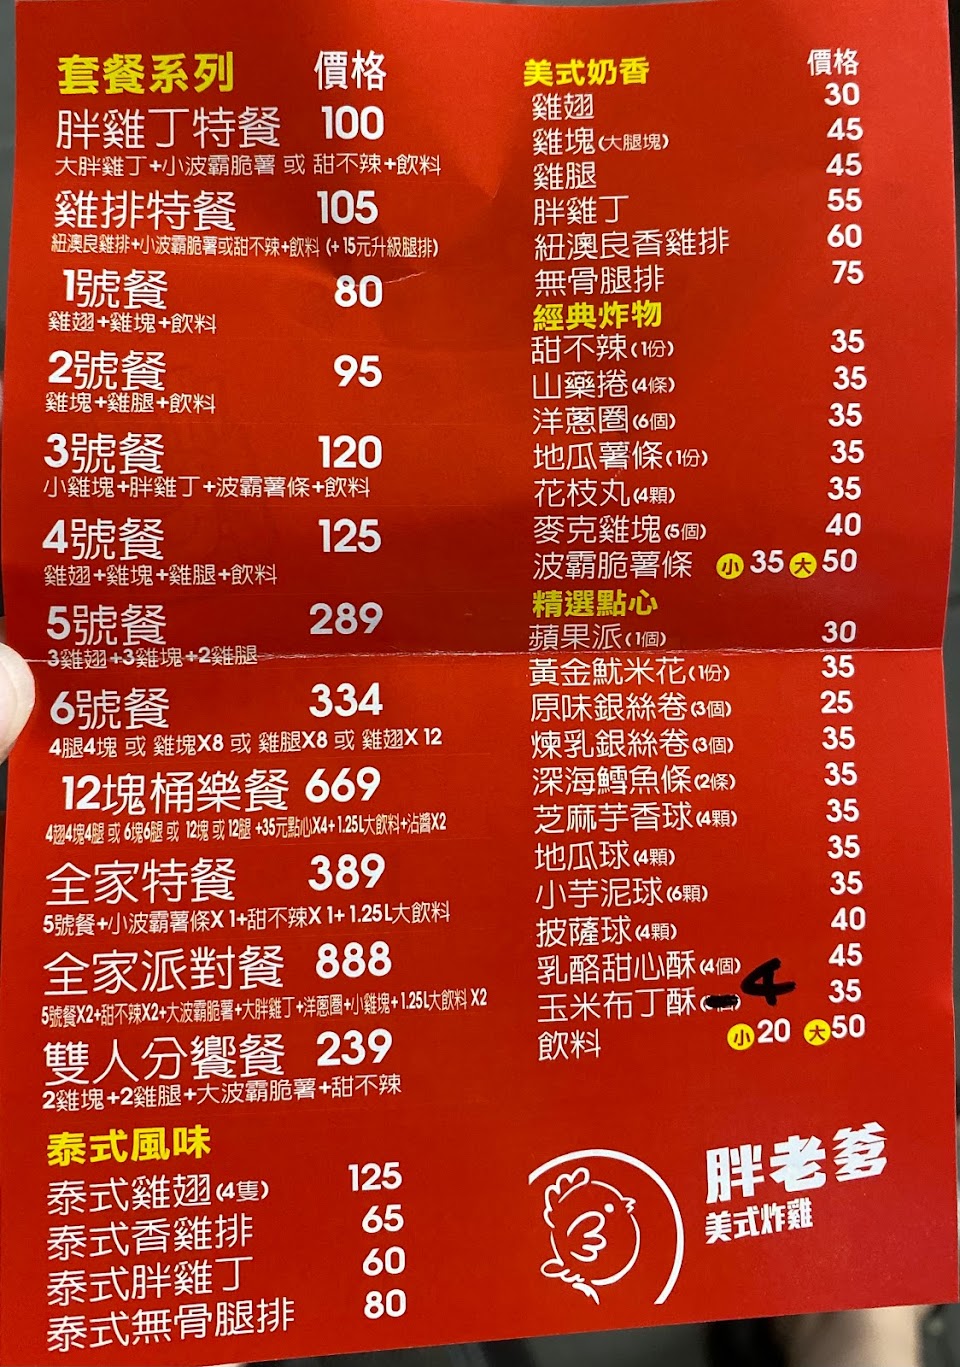 套餐系列 價格
胖雞丁特餐 100
大胖雞丁+小波霸脆薯 或 甜不辣+飲料
雞排特餐 105
紐澳良雞排+小波霸脆薯或甜不辣+飲料 (+15元升級腿排)
1號餐 80
雞翅+雞塊+飲料
2號餐 95
雞塊+雞腿+飲料
3號餐 120
小雞塊+胖雞丁+波霸薯條+飲料
4號餐 125
雞翅+雞塊+雞腿+飲料
5號餐 289
3雞翅+3雞塊+2雞腿
6號餐 334
4腿4塊 或 雞塊X8 或 雞腿X8 或 雞翅X12
12塊桶樂餐 669
4翅4塊4腿 或 6塊6腿 或 12塊 或 12腿 +35元點心X4+1.25L大飲料+沾醬X2
全家特餐 389
5號餐+小波霸薯條X1+甜不辣X1+1.25L大飲料
全家派對餐 888
5號餐X2+甜不辣X2+大波霸脆薯+大胖雞丁+洋蔥圈+小雞塊+1.25L大飲料X2
雙人分饗餐 239
2雞塊+2雞腿+大波霸脆薯+甜不辣
泰式風味
泰式雞翅(4隻) 125
泰式香雞排 65
泰式胖雞丁 60
泰式無骨腿排 80
美式奶香 價格
雞翅 30
雞塊(大腿塊) 45
雞腿 45
胖雞丁 55
紐澳良香雞排 60
無骨腿排 75
經典炸物
甜不辣(1份) 35
山藥捲(4條) 35
洋蔥圈(6個) 35
地瓜薯條(1份) 35
花枝丸(4顆) 35
麥克雞塊(5個) 40
波霸脆薯條 小35 大50
精選點心
蘋果派(1個) 30
黃金魷米花(1份) 35
原味銀絲卷(3個) 25
煉乳銀絲卷(3個) 35
深海鱈魚條(2條) 35
芝麻芋香球(4顆) 35
地瓜球(4顆) 35
小芋泥球(6顆) 35
披薩球(4顆) 40
乳酪甜心酥(4個) 45
玉米布丁酥 4 35
飲料 小20 大50
胖老爹
美式炸雞